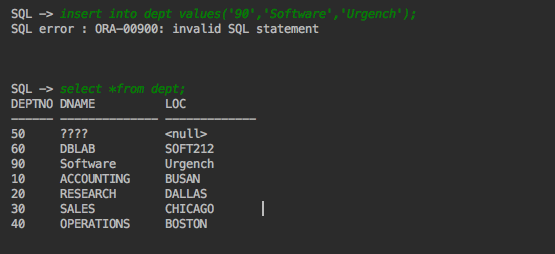 SQL -> insert into dept values('90','Software','Urgench');
SQL error : ORA-00900: invalid SQL statement
SQL -> select *from dept;
DEPTNO DNAME          LOC
------ -------------- -------------
50     ????           <null>
60     DBLAB          SOFT212
90     Software       Urgench
10     ACCOUNTING     BUSAN
20     RESEARCH       DALLAS
30     SALES          CHICAGO
40     OPERATIONS     BOSTON